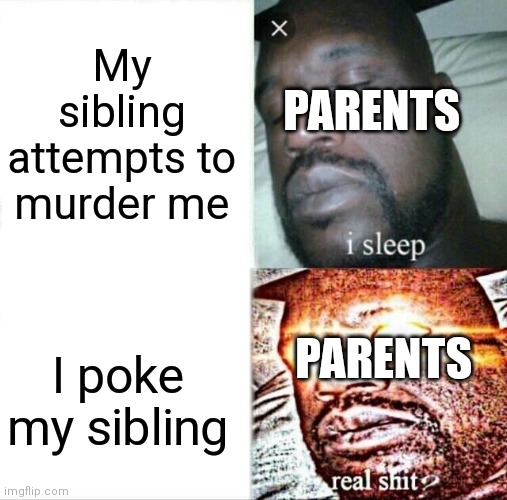 My
sibling
attempts to
murder me
PARENTS
i sleep
I poke
my sibling
PARENTS
real shit?
imgflip.com